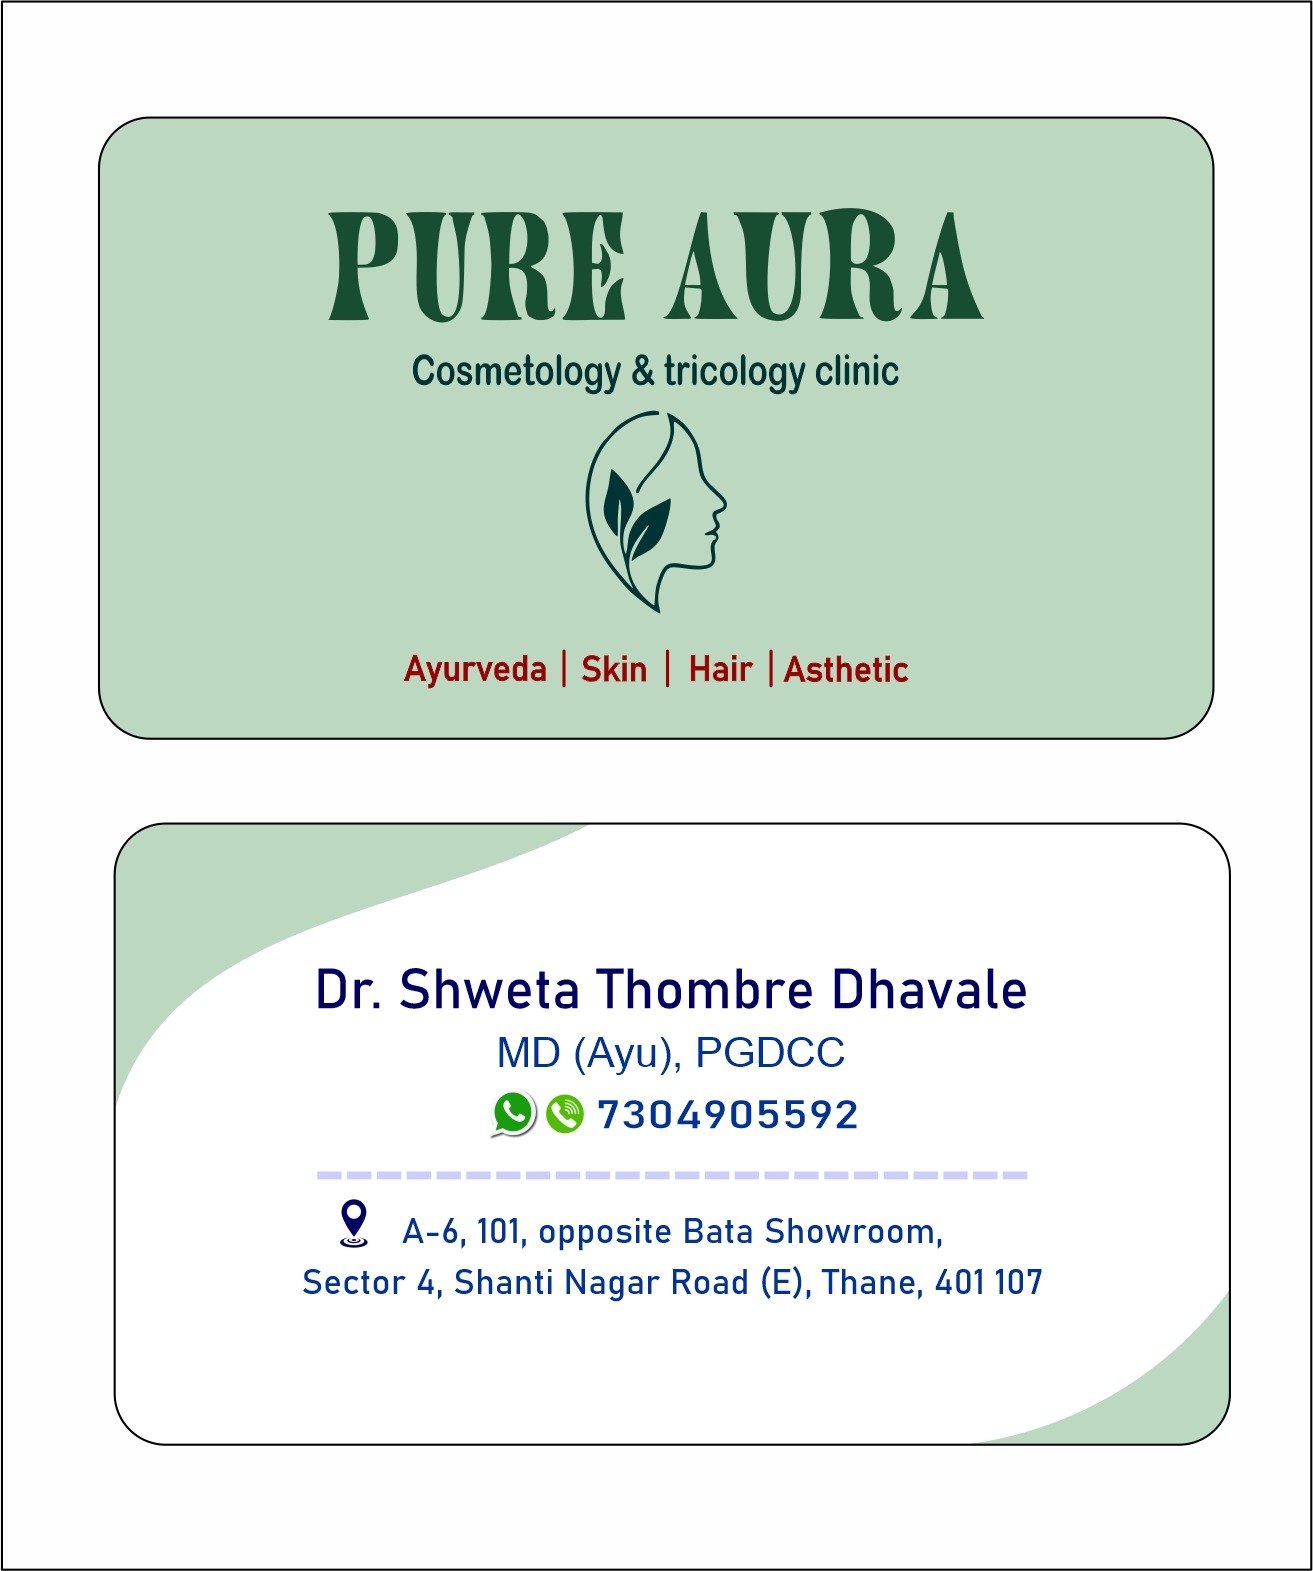 PURE AURA
Cosmetology & tricology clinic
Ayurveda | Skin | Hair | Asthetic
Dr. Shweta Thombre Dhavale
MD (Ayu), PGDCC
7304905592
A-6, 101, opposite Bata Showroom,
Sector 4, Shanti Nagar Road (E), Thane, 401 107